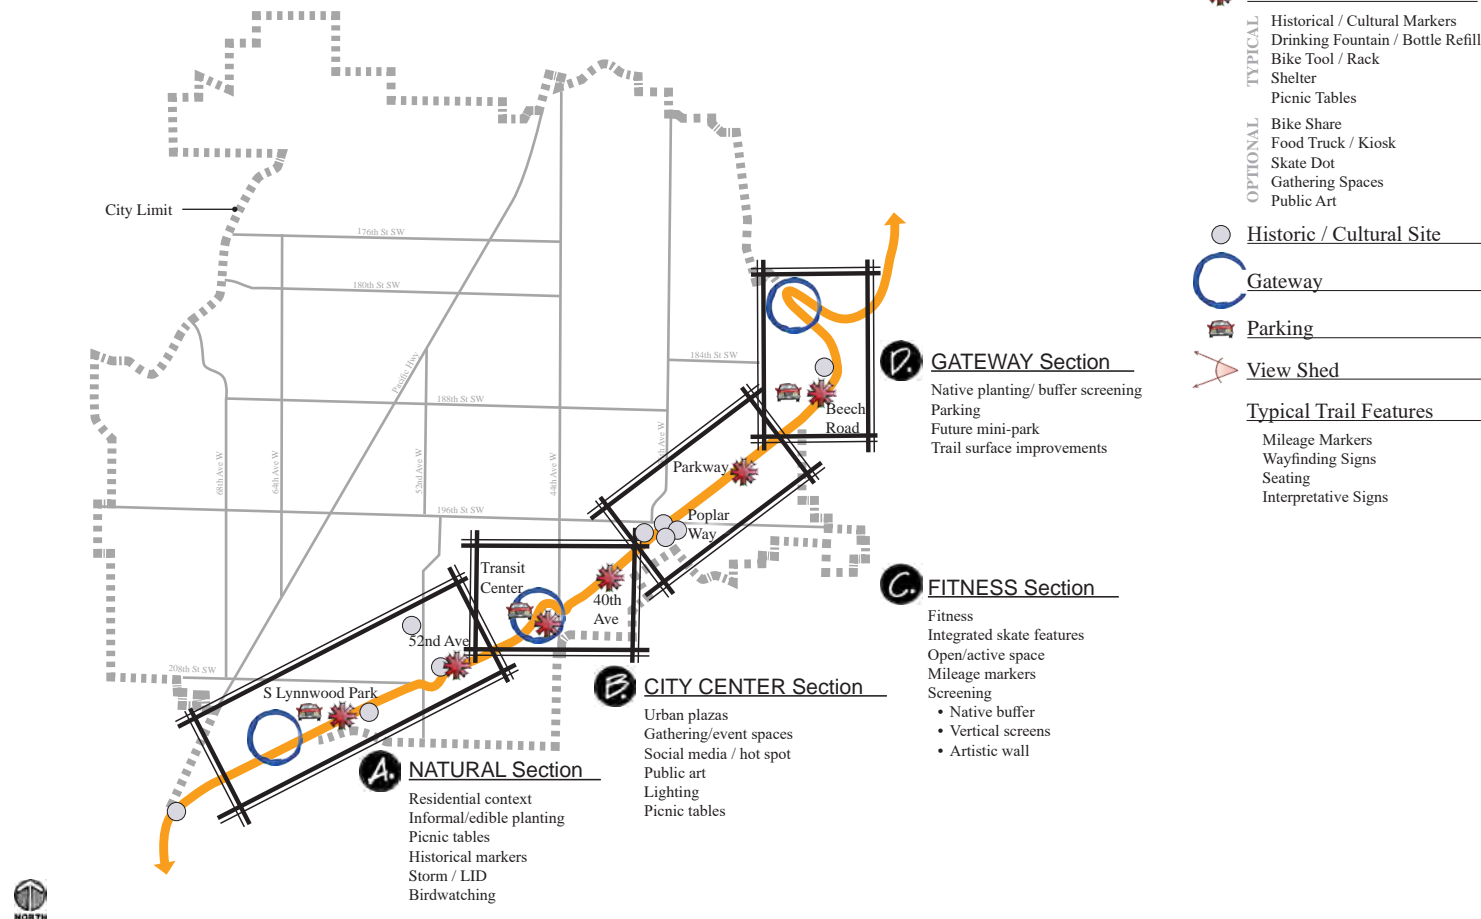 City Limit
176th St SW
180th St SW
Pacific Hwy
184th St SW
188th St SW
68th Ave W
64th Ave W
52nd Ave W
44th Ave W
Ave W
196th St SW
208th St SW
Beech
Road
Parkway
Poplar
Way
Transit
Center
40th
Ave
52nd Ave
S Lynnwood Park
A.
NATURAL Section
Residential context
Informal/edible planting
Picnic tables
Historical markers
Storm / LID
Birdwatching
B.
CITY CENTER Section
Urban plazas
Gathering/event spaces
Social media / hot spot
Public art
Lighting
Picnic tables
C.
FITNESS Section
Fitness
Integrated skate features
Open/active space
Mileage markers
Screening
• Native buffer
• Vertical screens
• Artistic wall
D.
GATEWAY Section
Native planting/ buffer screening
Parking
Future mini-park
Trail surface improvements
TYPICAL
Historical / Cultural Markers
Drinking Fountain / Bottle Refill
Bike Tool / Rack
Shelter
Picnic Tables
OPTIONAL
Bike Share
Food Truck / Kiosk
Skate Dot
Gathering Spaces
Public Art
Historic / Cultural Site
Gateway
Parking
View Shed
Typical Trail Features
Mileage Markers
Wayfinding Signs
Seating
Interpretative Signs
NORTH